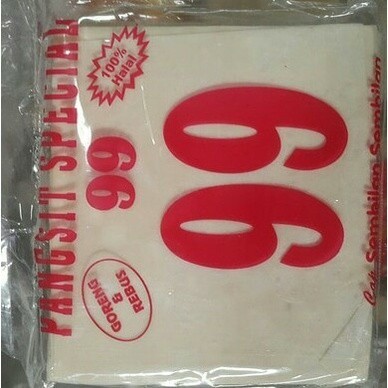 PANGSIT SPECIAL
100%
Halal
99
GORENG
&
REBUS
99
Cap Sembilan Sembilan